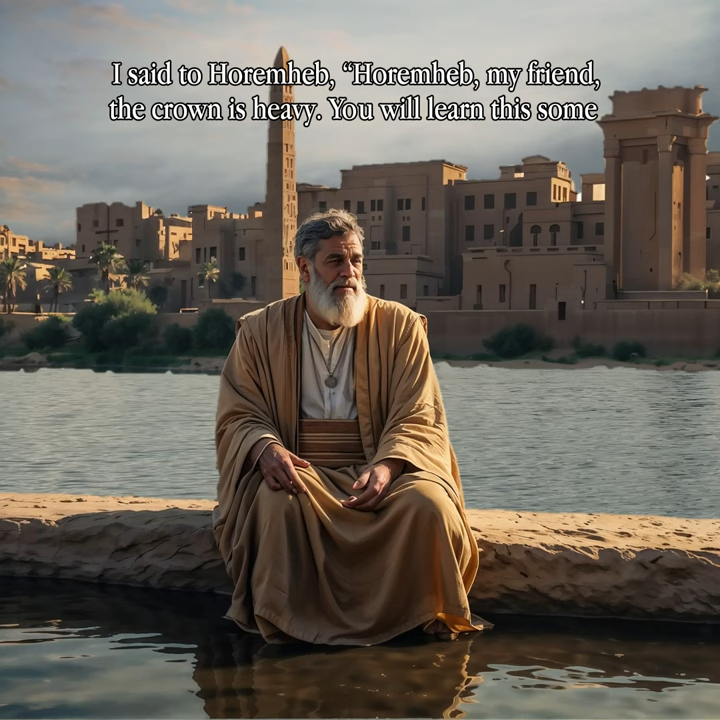 I said to Horemheb, “Horemheb, my friend,
the crown is heavy. You will learn this some